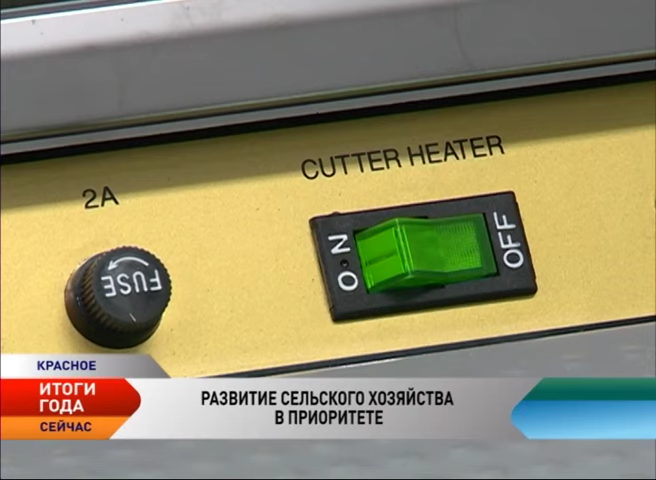 CUTTER HEATER
2A
ON
OFF
FUSE
КРАСНОЕ
ИТОГИ
ГОДА
СЕЙЧАС
РАЗВИТИЕ СЕЛЬСКОГО ХОЗЯЙСТВА
В ПРИОРИТЕТЕ